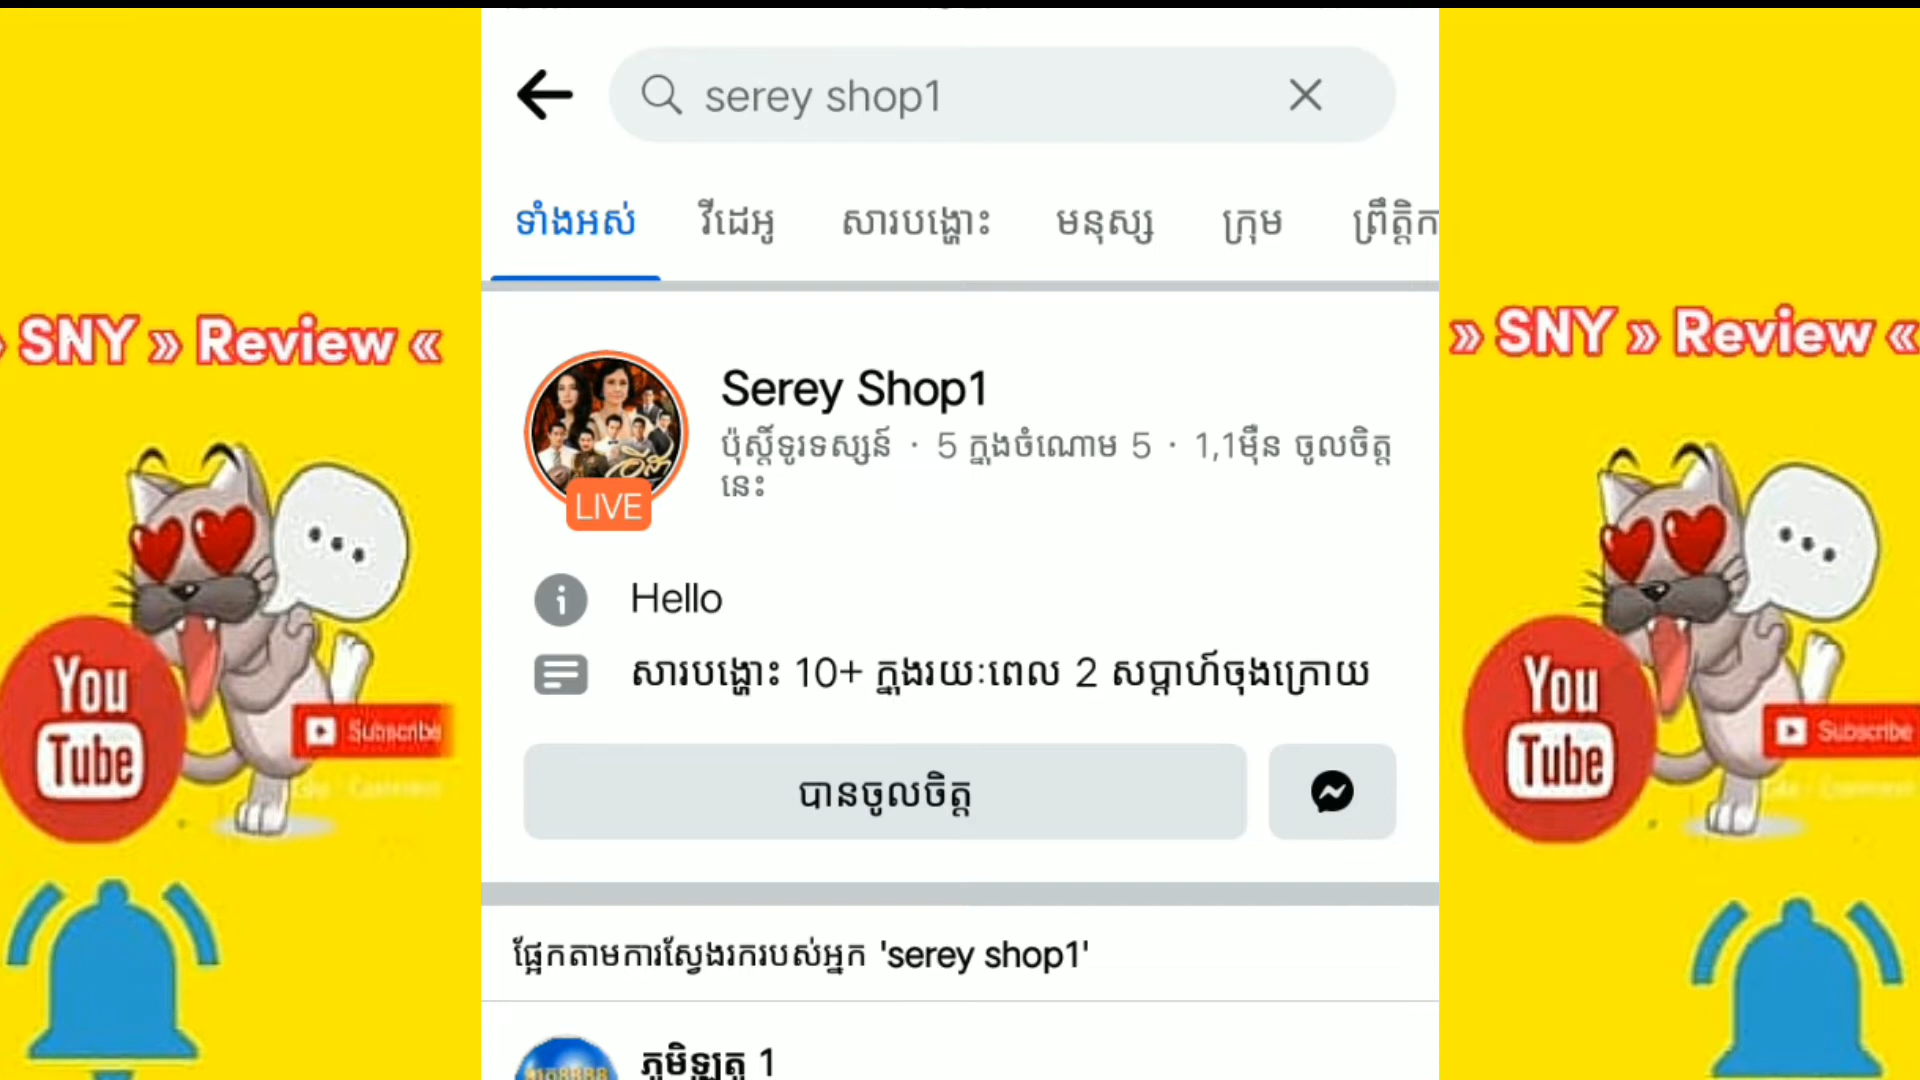 serey shop1
ទាំងអស់ វីដេអូ សារបង្ហោះ មនុស្ស ក្រុម ព្រឹត្តិក
» SNY » Review «
» SNY » Review «
Serey Shop1
ប៉ុស្តិ៍ទូរទស្សន៍ · 5 ក្នុងចំណោម 5 · 1,1ម៉ឺន ចូលចិត្ត
នេះ
LIVE
Hello
សារបង្ហោះ 10+ ក្នុងរយៈពេល 2 សប្ដាហ៍ចុងក្រោយ
You
Tube
Subscribe
You
Tube
Subscribe
បានចូលចិត្ត
ផ្អែកតាមការស្វែងរករបស់អ្នក 'serey shop1'
ភូមិឡូតូ 1